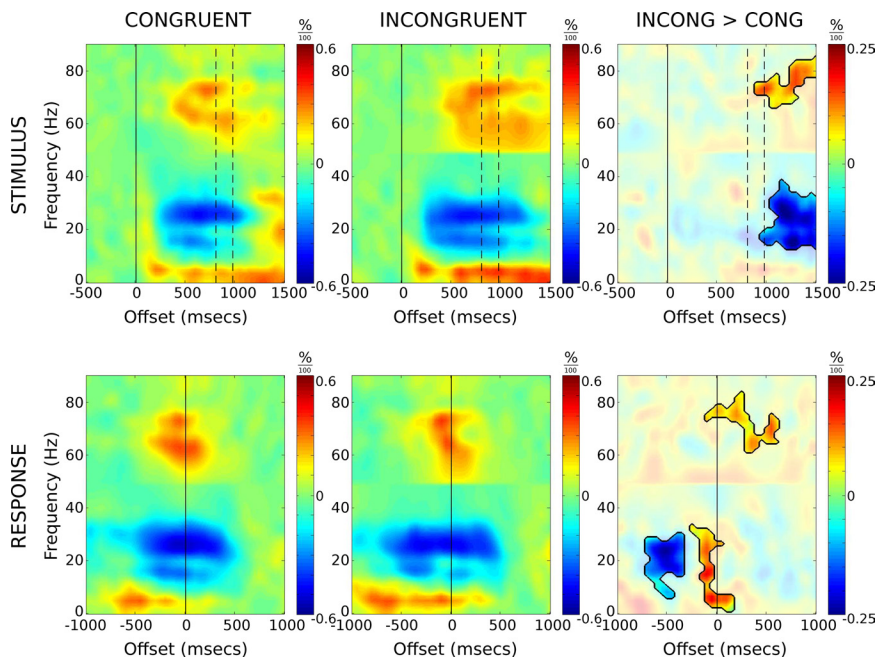 CONGRUENT INCONGRUENT INCONG > CONG
STIMULUS
Frequency (Hz)
80
60
40
20
0
-500 0 500 1000 1500
Offset (msecs)
%
100
0.6
0
-0.6
-500 0 500 1000 1500
Offset (msecs)
%
100
0.6
0
-0.6
-500 0 500 1000 1500
Offset (msecs)
%
100
0.25
0
-0.25
RESPONSE
Frequency (Hz)
80
60
40
20
0
-1000 -500 0 500 1000
Offset (msecs)
%
100
0.6
0
-0.6
-1000 -500 0 500 1000
Offset (msecs)
%
100
0.6
0
-0.6
-1000 -500 0 500 1000
Offset (msecs)
%
100
0.25
0
-0.25